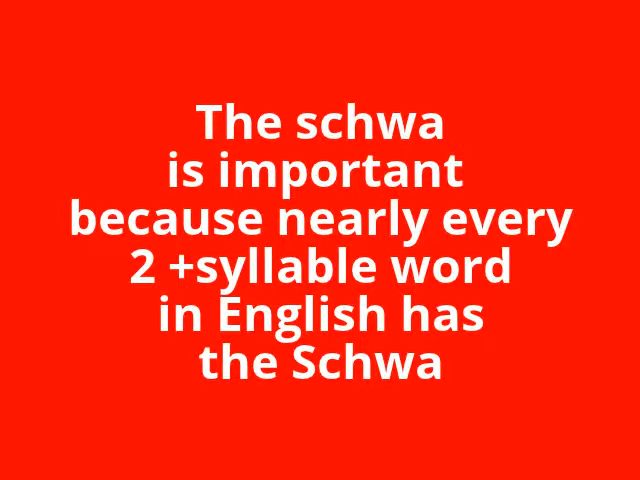 The schwa
is important
because nearly every
2 +syllable word
in English has
the Schwa